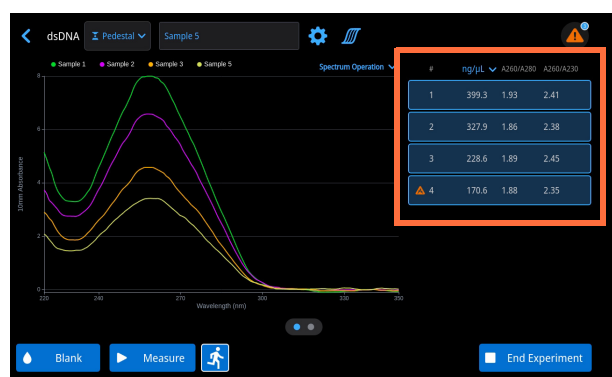 dsDNA Pedestal Sample 5 ?
Sample 1 Sample 2 Sample 3 Sample 5 Spectrum Operation
# ng/µL A260/A280 A260/A230
1 399.3 1.93 2.41
2 327.9 1.86 2.38
3 228.6 1.89 2.45
4 170.6 1.88 2.35
10mm Absorbance
8
6
4
2
0
220 240 270 300 330 350
Wavelength (nm)
Blank Measure End Experiment